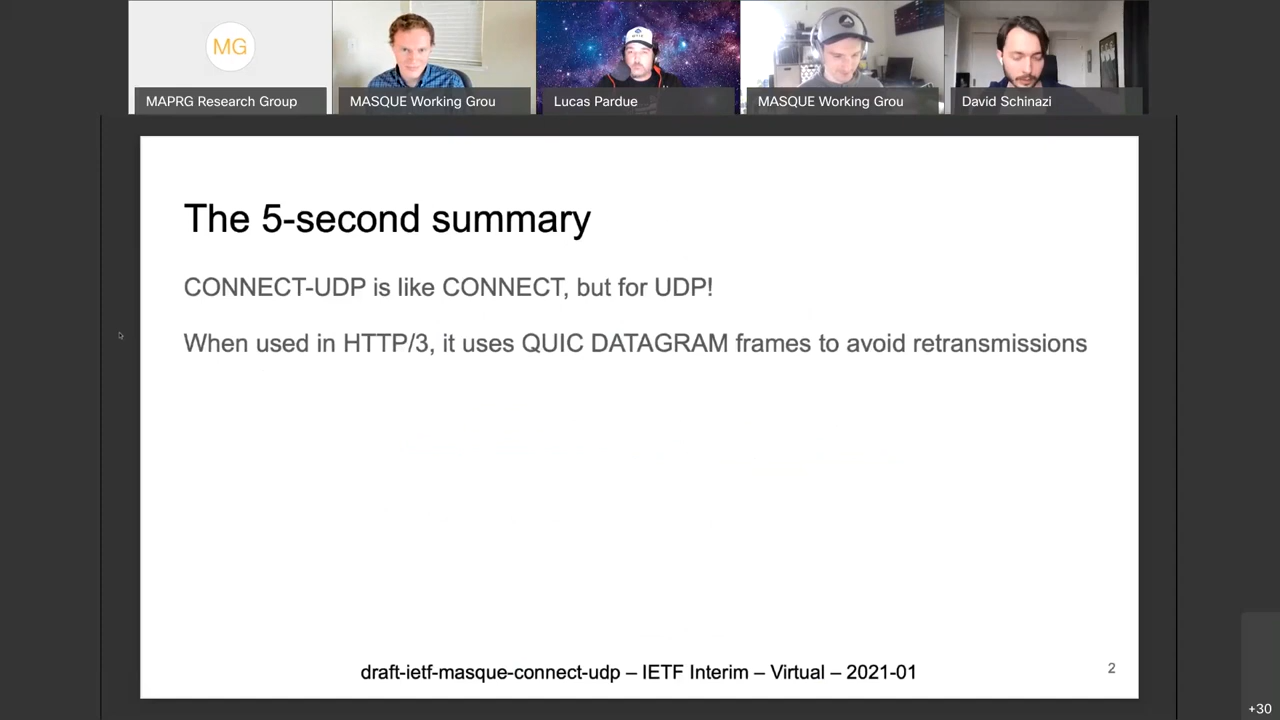 MG
MAPRG Research Group
MASQUE Working Grou
Lucas Pardue
MASQUE Working Grou
David Schinazi
The 5-second summary
CONNECT-UDP is like CONNECT, but for UDP!
When used in HTTP/3, it uses QUIC DATAGRAM frames to avoid retransmissions
draft-ietf-masque-connect-udp – IETF Interim – Virtual – 2021-01
2
+30